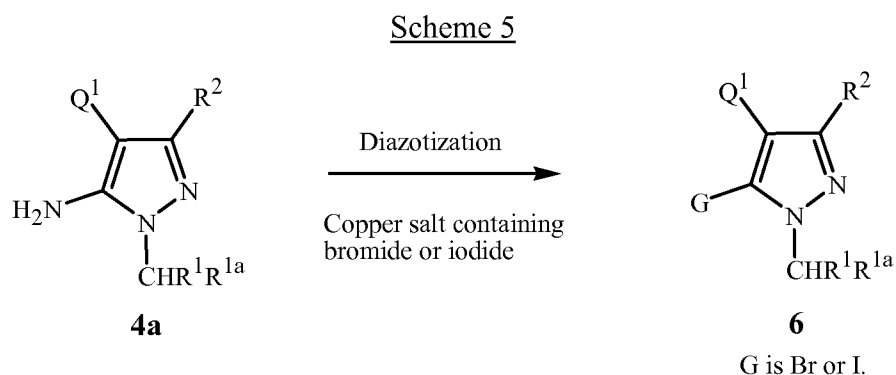 Scheme 5
Q¹ R² Q¹ R²
Diazotization
H₂N N N G N N
Copper salt containing
bromide or iodide
CHR¹R¹ᵃ CHR¹R¹ᵃ
4a 6
G is Br or I.